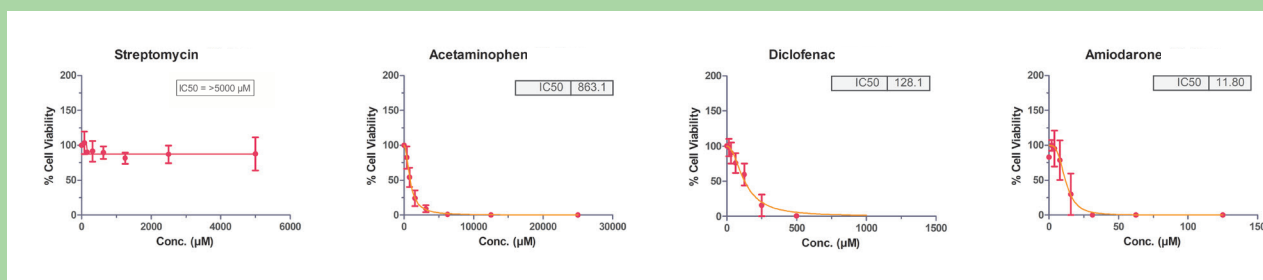 Streptomycin
IC50 = >5000 µM
% Cell Viability
200
150
100
50
0
0 2000 4000 6000
Conc. (µM)
Acetaminophen
IC50 863.1
% Cell Viability
200
150
100
50
0
0 10000 20000 30000
Conc. (µM)
Diclofenac
IC50 128.1
% Cell Viability
200
150
100
50
0
0 500 1000 1500
Conc. (µM)
Amiodarone
IC50 11.80
% Cell Viability
200
150
100
50
0
0 50 100 150
Conc. (µM)